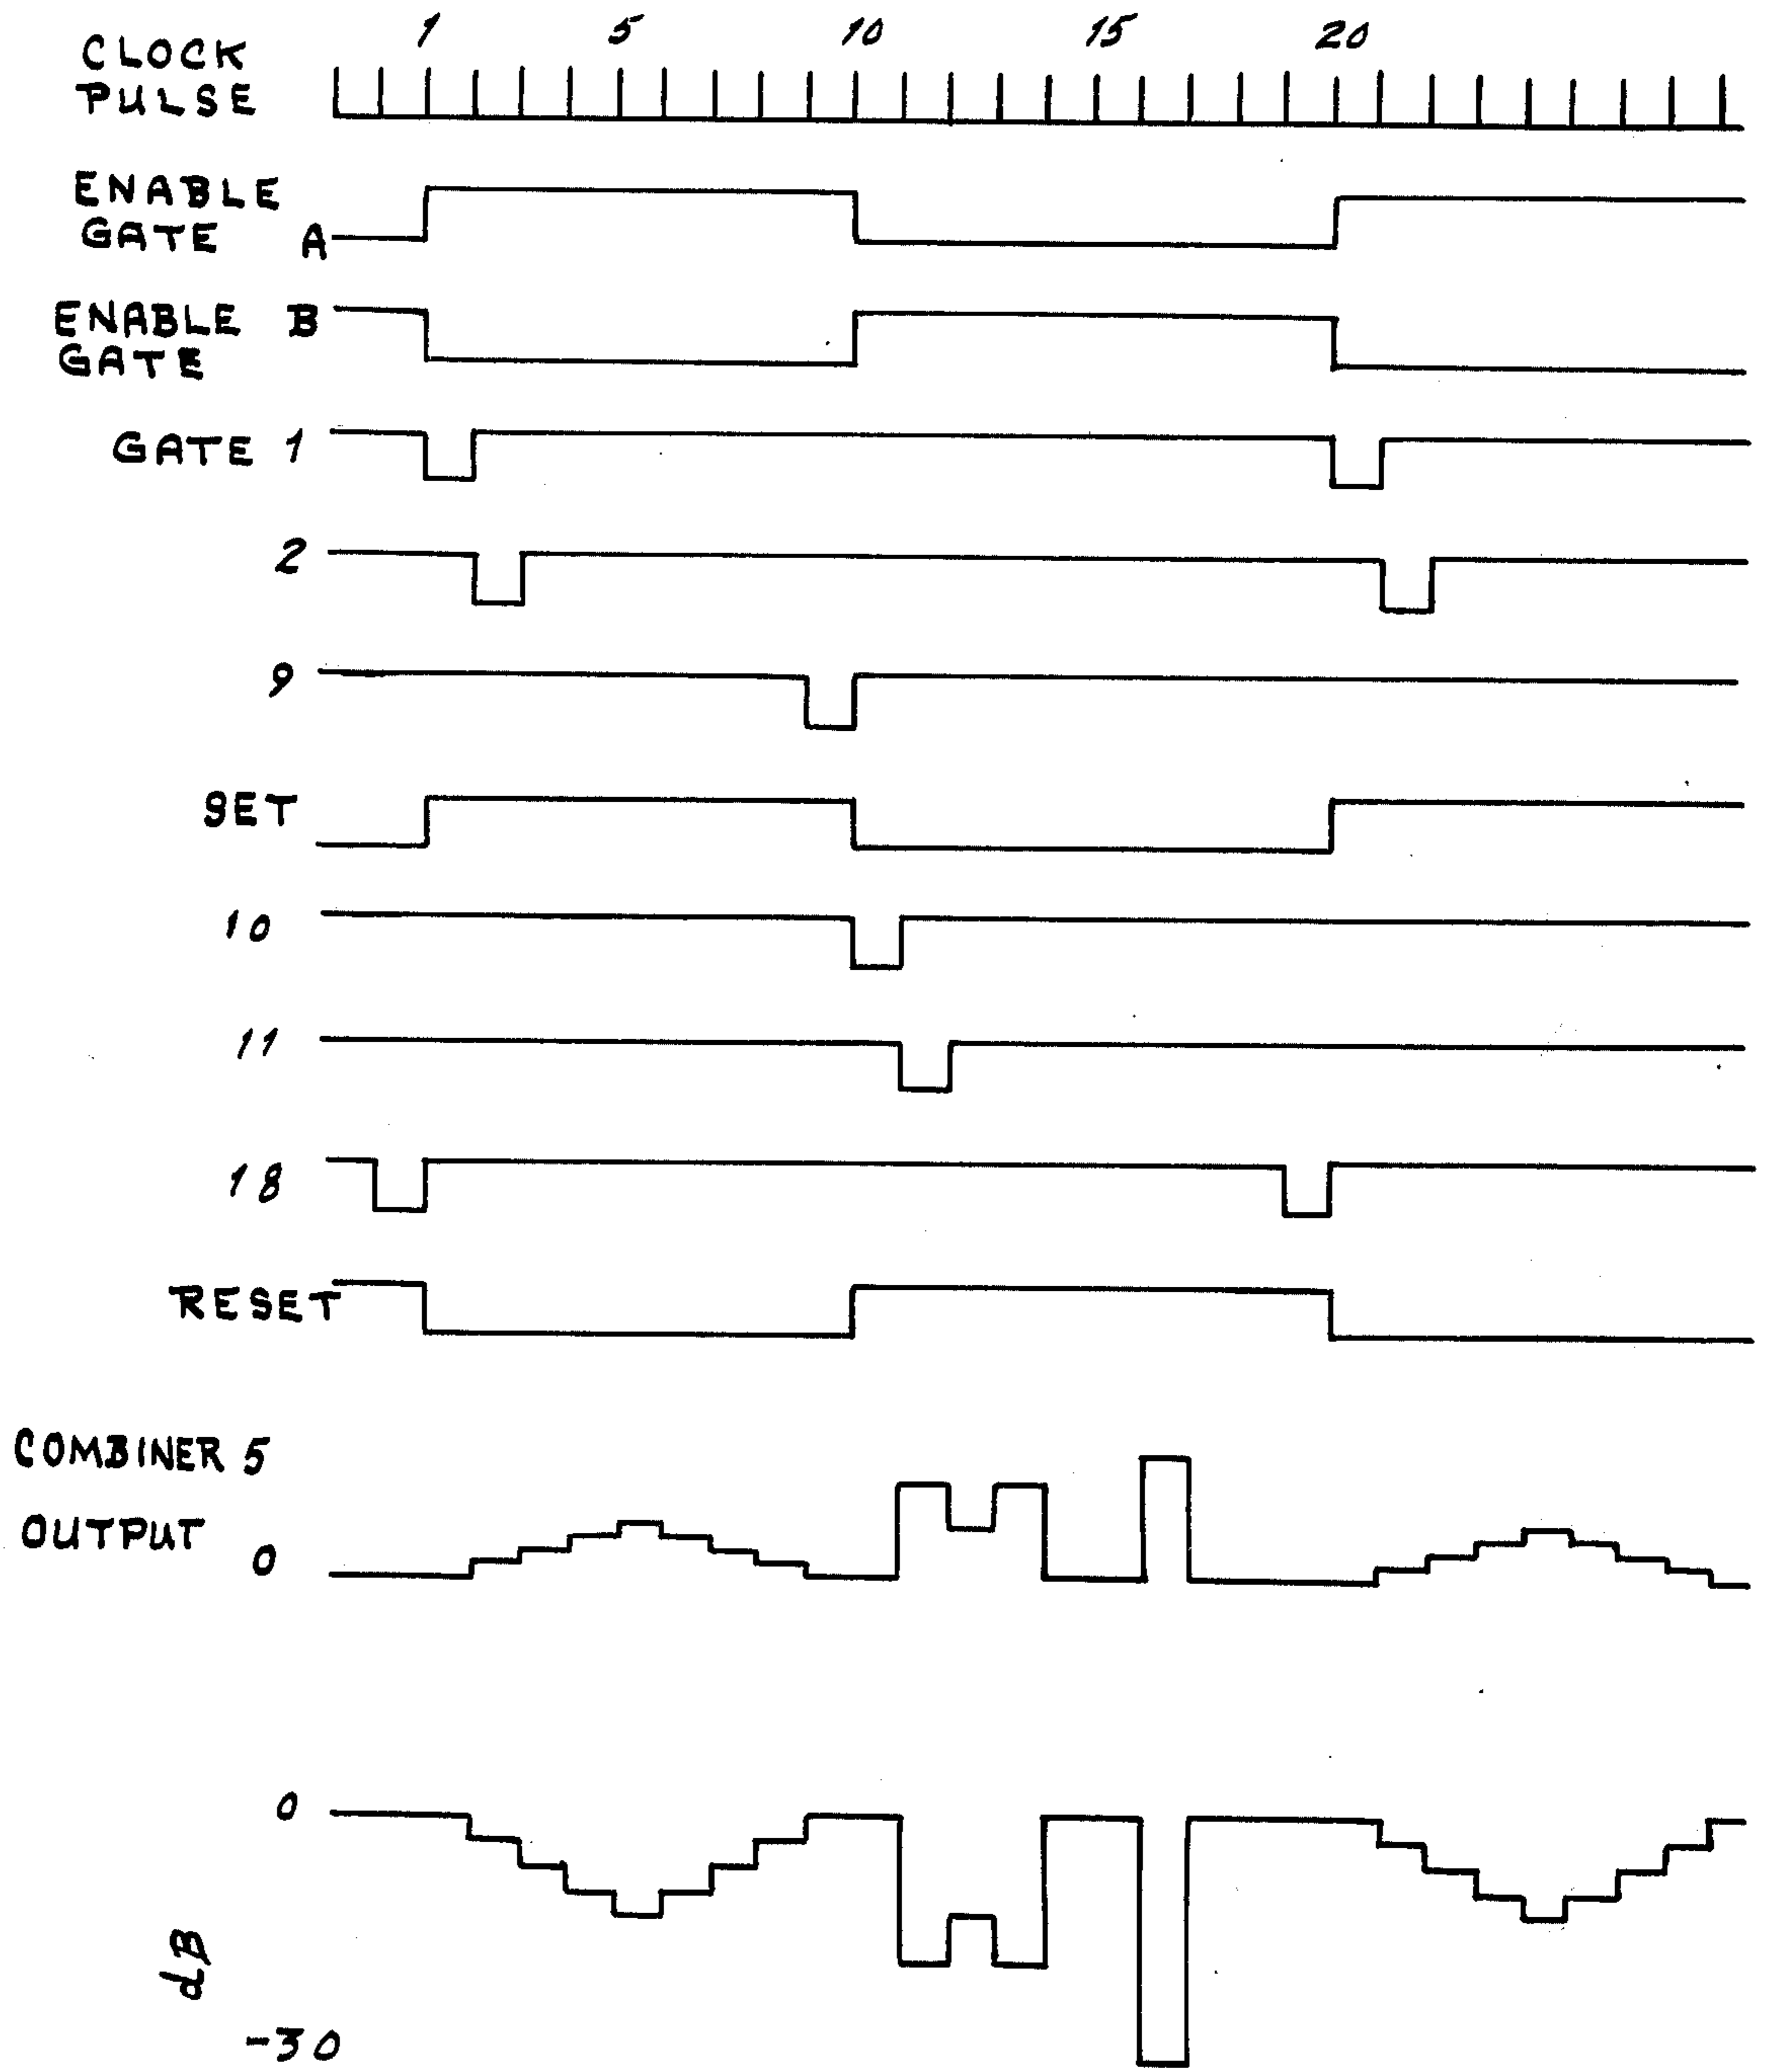 1 5 10 15 20
CLOCK
PULSE
ENABLE
GATE A
ENABLE B
GATE
GATE 1
2
9
SET
10
11
18
RESET
COMBINER 5
OUTPUT
0
0
dB
-30